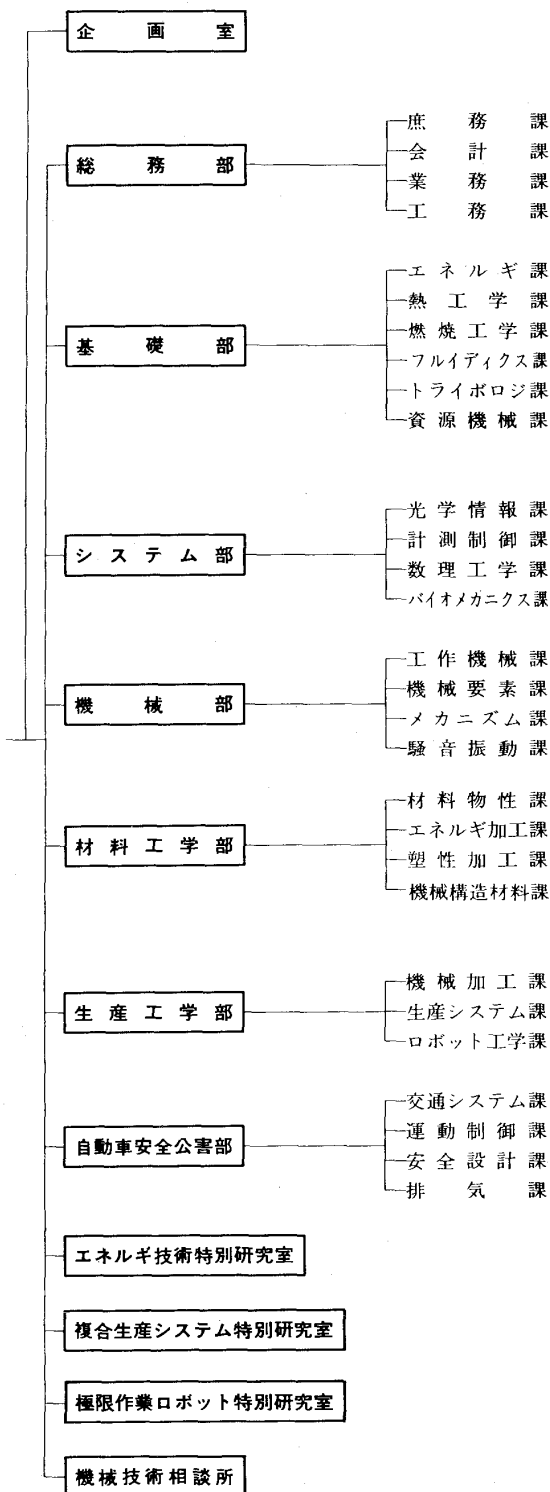 企画室
総務部
庶務課
会計課
業務課
工務課
基礎部
エネルギ課
熱工学課
燃焼工学課
フルイディクス課
トライボロジ課
資源機械課
システム部
光学情報課
計測制御課
数理工学課
バイオメカニクス課
機械部
工作機械課
機械要素課
メカニズム課
騒音振動課
材料工学部
材料物性課
エネルギ加工課
塑性加工課
機械構造材料課
生産工学部
機械加工課
生産システム課
ロボット工学課
自動車安全公害部
交通システム課
運動制御課
安全設計課
排気課
エネルギ技術特別研究室
複合生産システム特別研究室
極限作業ロボット特別研究室
機械技術相談所